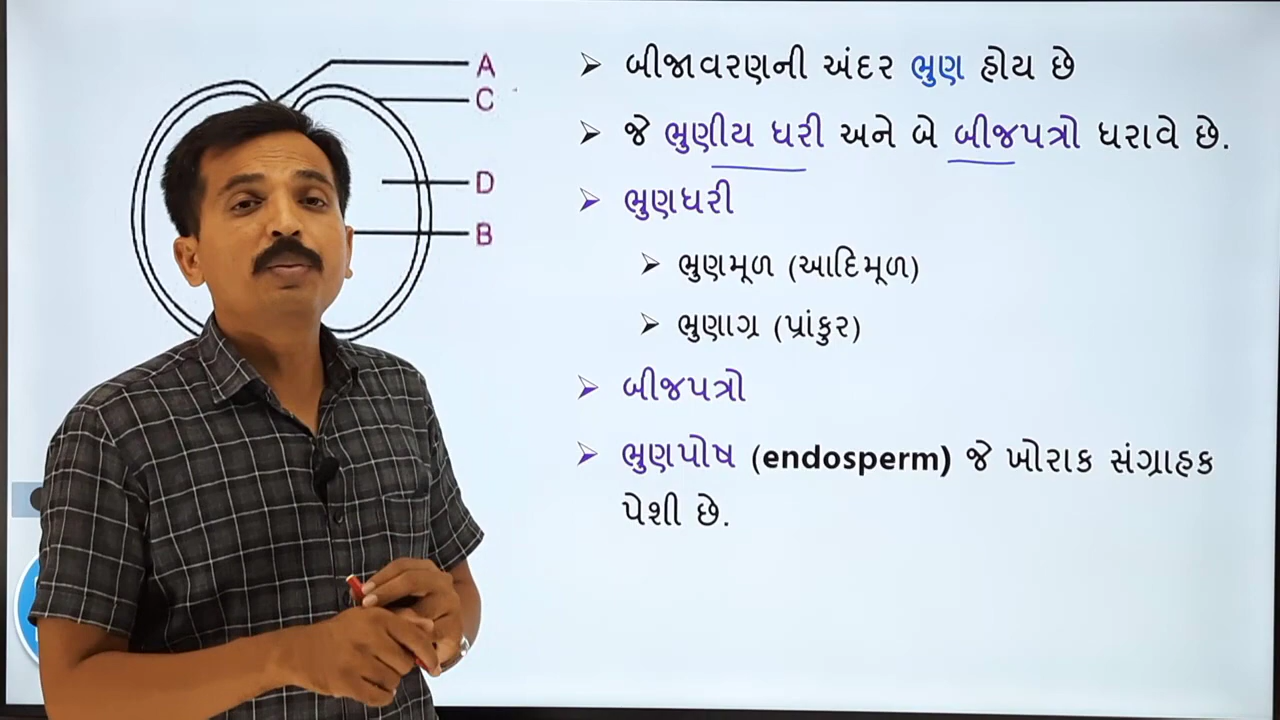 A
C
D
B
બીજાવરણની અંદર ભ્રુણ હોય છે
જે ભ્રુણીય ધરી અને બે બીજપત્રો ધરાવે છે.
ભ્રુણધરી
ભ્રુણમૂળ (આદિમૂળ)
ભ્રુણાગ્ર (પ્રાંકુર)
બીજપત્રો
ભ્રુણપોષ (endosperm) જે ખોરાક સંગ્રાહક
પેશી છે.